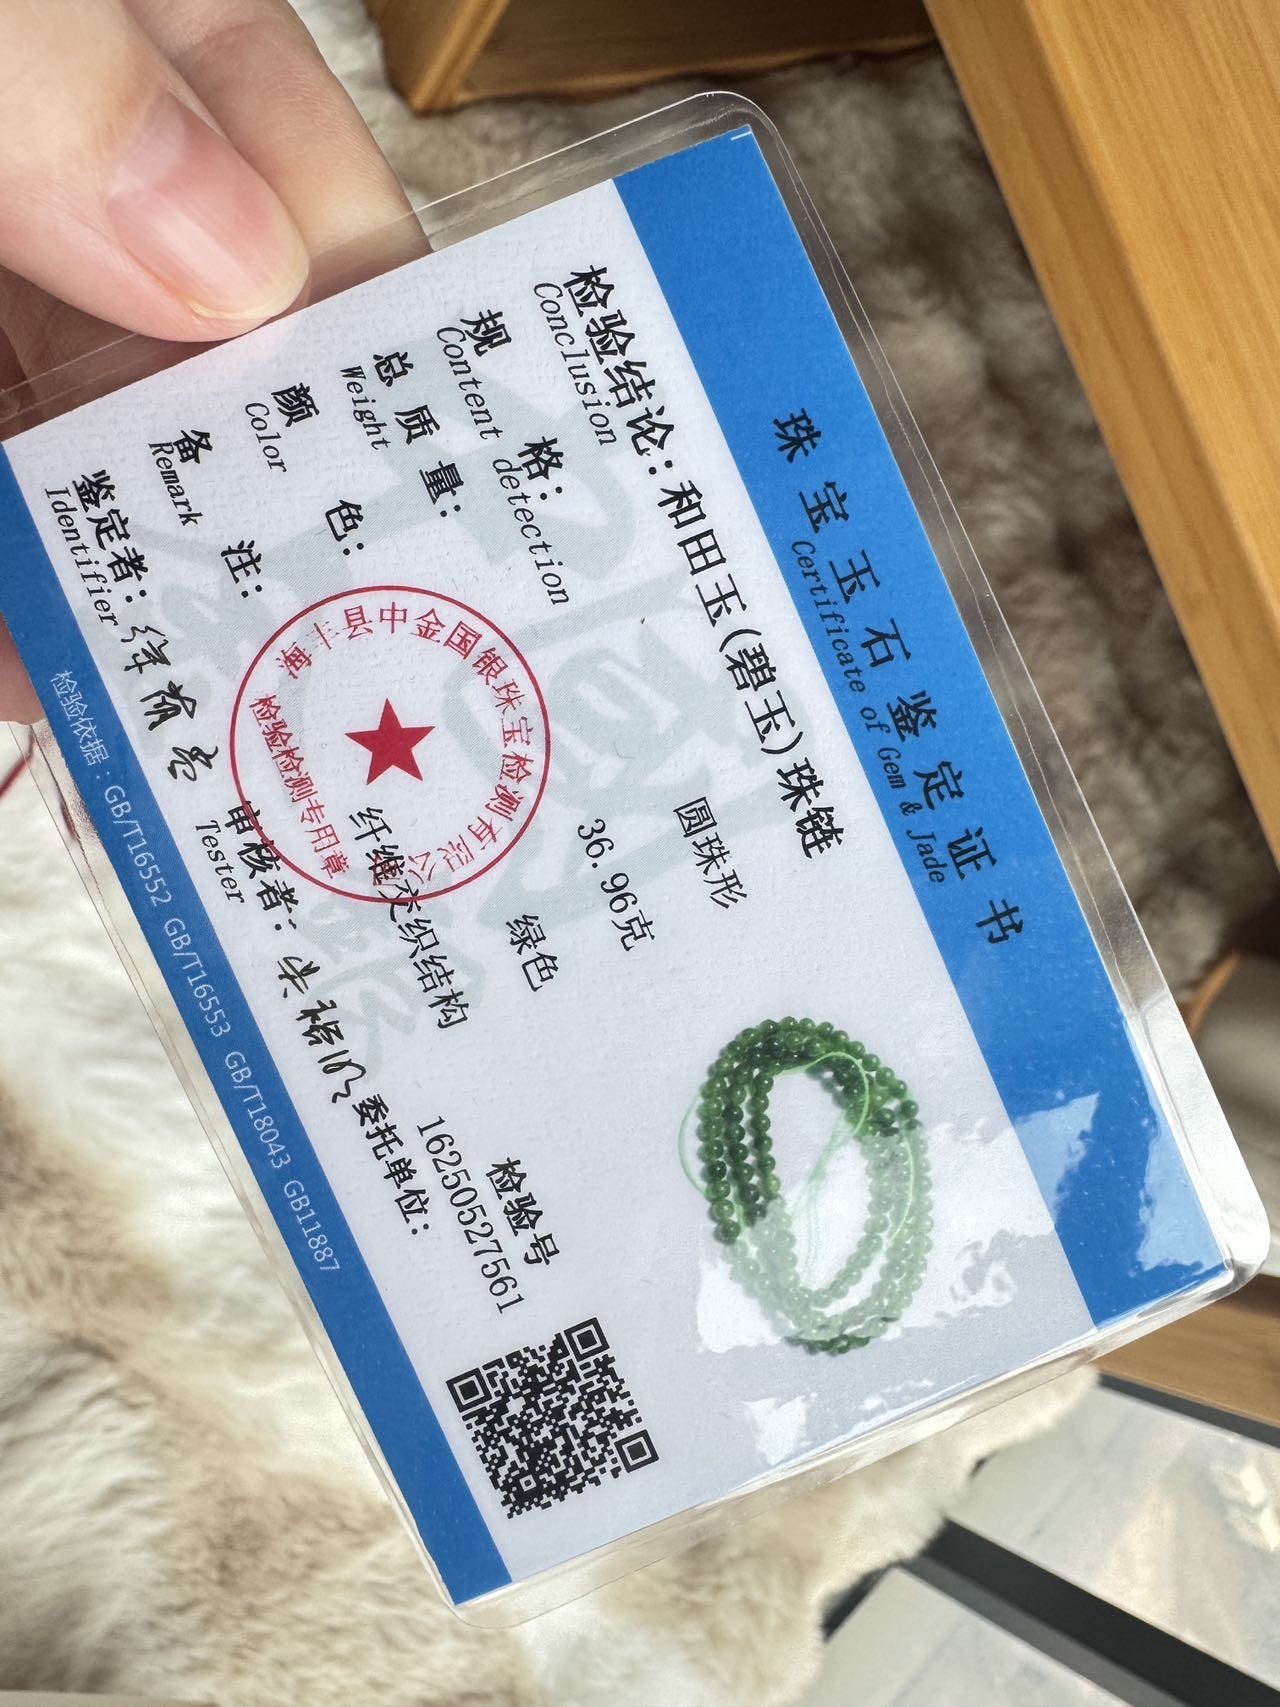 珠宝玉石鉴定证书
Certificate of Gem & Jade
检验结论：和田玉(碧玉)珠链
Conclusion
规格：圆珠形
Content detection
总质量：36.96克
Weight
颜色：绿色
Color
备注：纤维交织结构
Remark
鉴定者：
Identifier
审核者：
Tester
委托单位：
检验号
162505275​61
海丰县中金国银珠宝检测有限公
检验检测专用章
检验依据：GB/T16552 GB/T16553 GB/T18043 GB11887